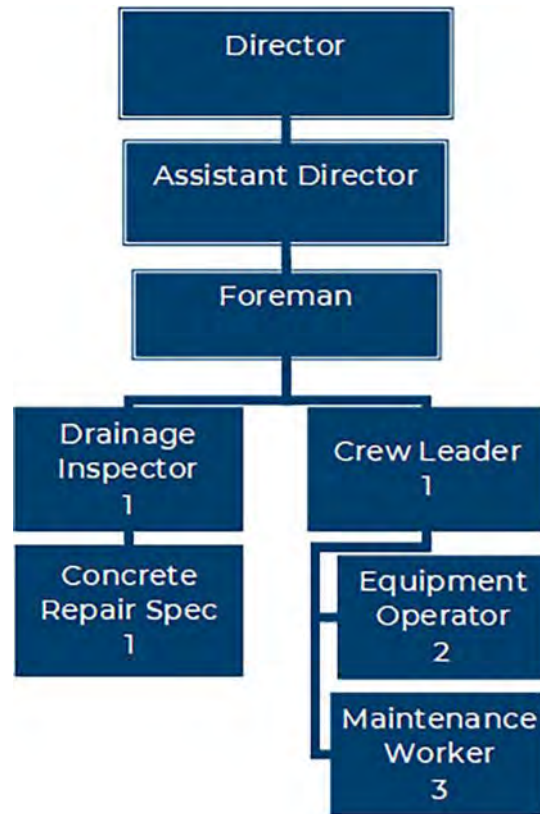 Director
Assistant Director
Foreman
Drainage
Inspector
1
Crew Leader
1
Concrete
Repair Spec
1
Equipment
Operator
2
Maintenance
Worker
3